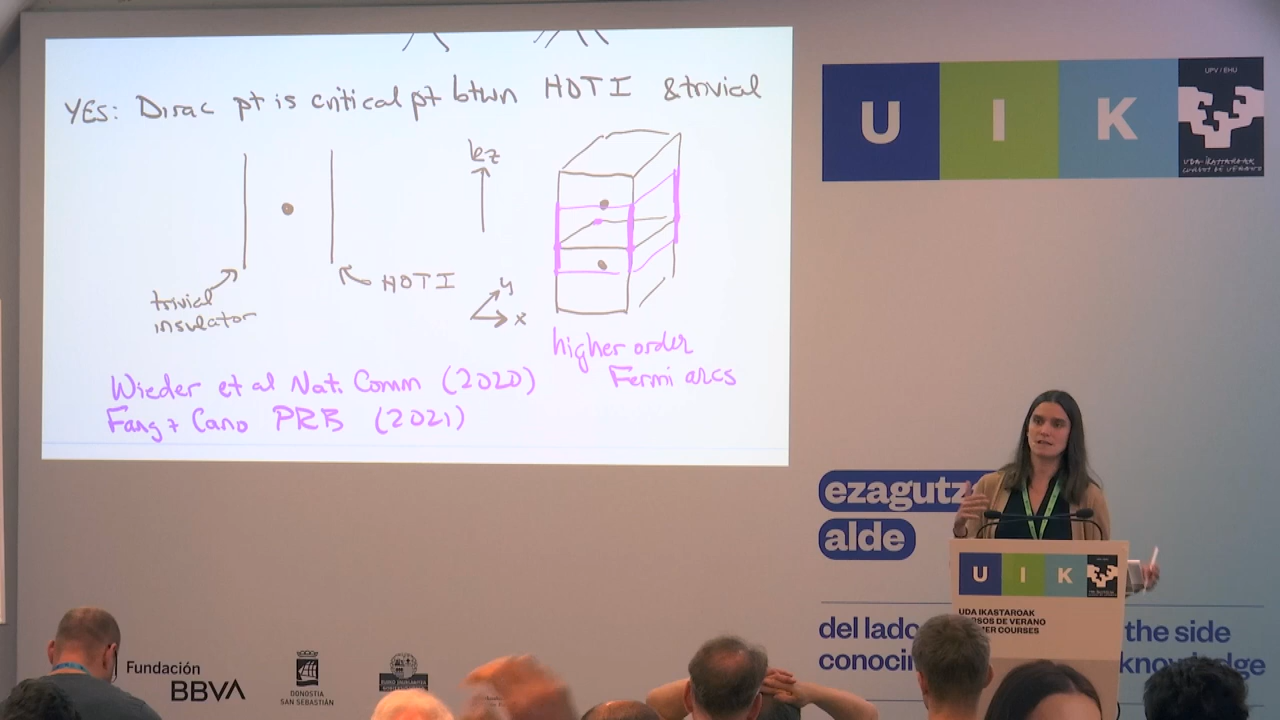 YES: Dirac pt is critical pt btwn HOTI & trivial
kz
trivial
insulator
HOTI
y
x
higher order
Fermi arcs
Wieder et al Nat. Comm (2020)
Fang + Cano PRB (2021)
U I K
UPV / EHU
UDA IKASTAROAK
CURSOS DE VERANO
ezagutz
alde
del lado
conoci
the side
knowledge
U I K
UDA IKASTAROAK
CURSOS DE VERANO
SUMMER COURSES
Fundación
BBVA
DONOSTIA
SAN SEBASTIÁN